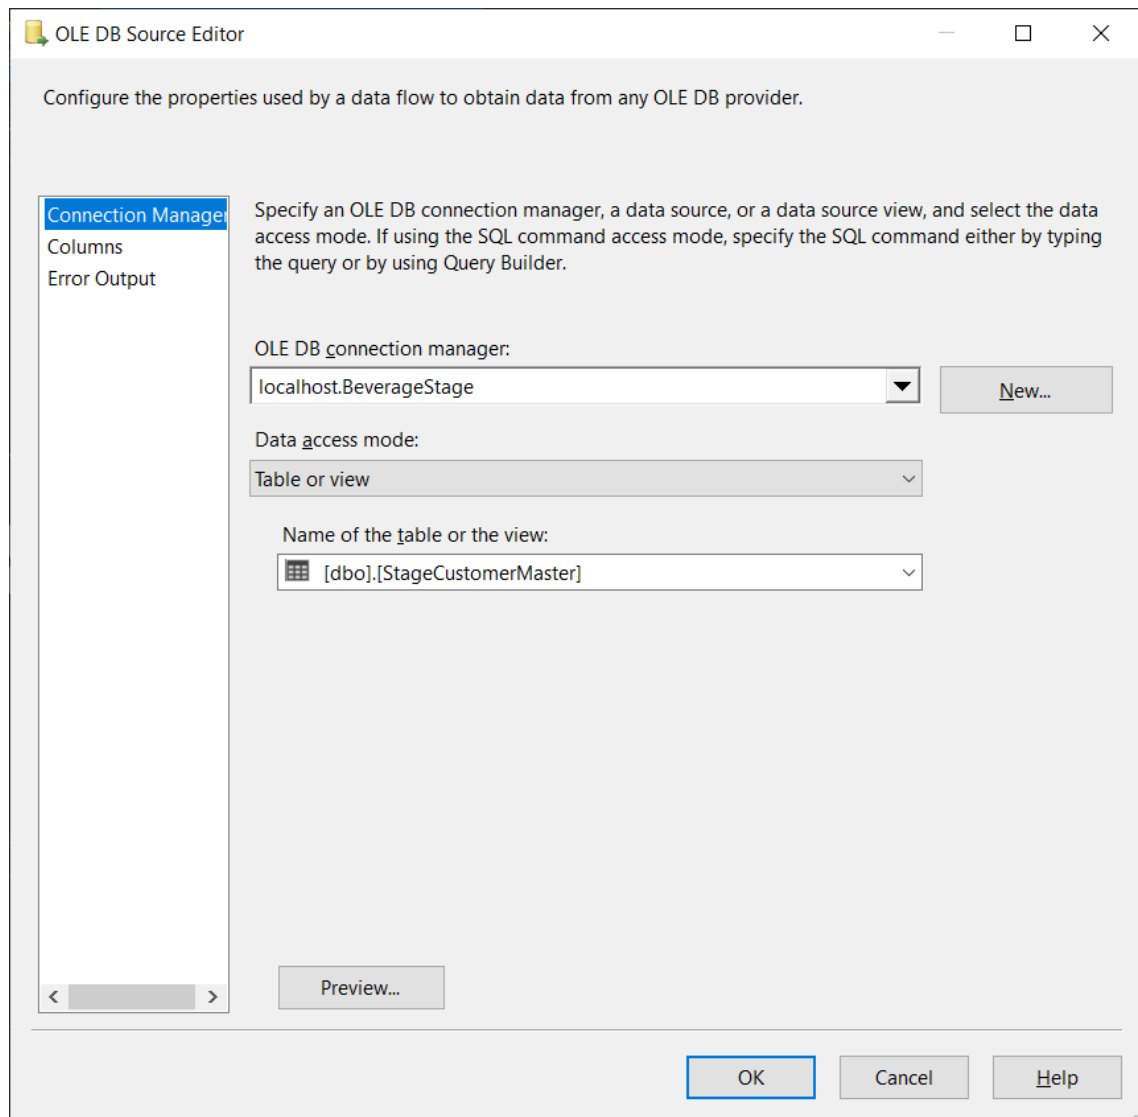 OLE DB Source Editor
Configure the properties used by a data flow to obtain data from any OLE DB provider.
Connection Manager
Columns
Error Output
Specify an OLE DB connection manager, a data source, or a data source view, and select the data
access mode. If using the SQL command access mode, specify the SQL command either by typing
the query or by using Query Builder.
OLE DB connection manager:
localhost.BeverageStage
New...
Data access mode:
Table or view
Name of the table or the view:
[dbo].[StageCustomerMaster]
Preview...
OK
Cancel
Help